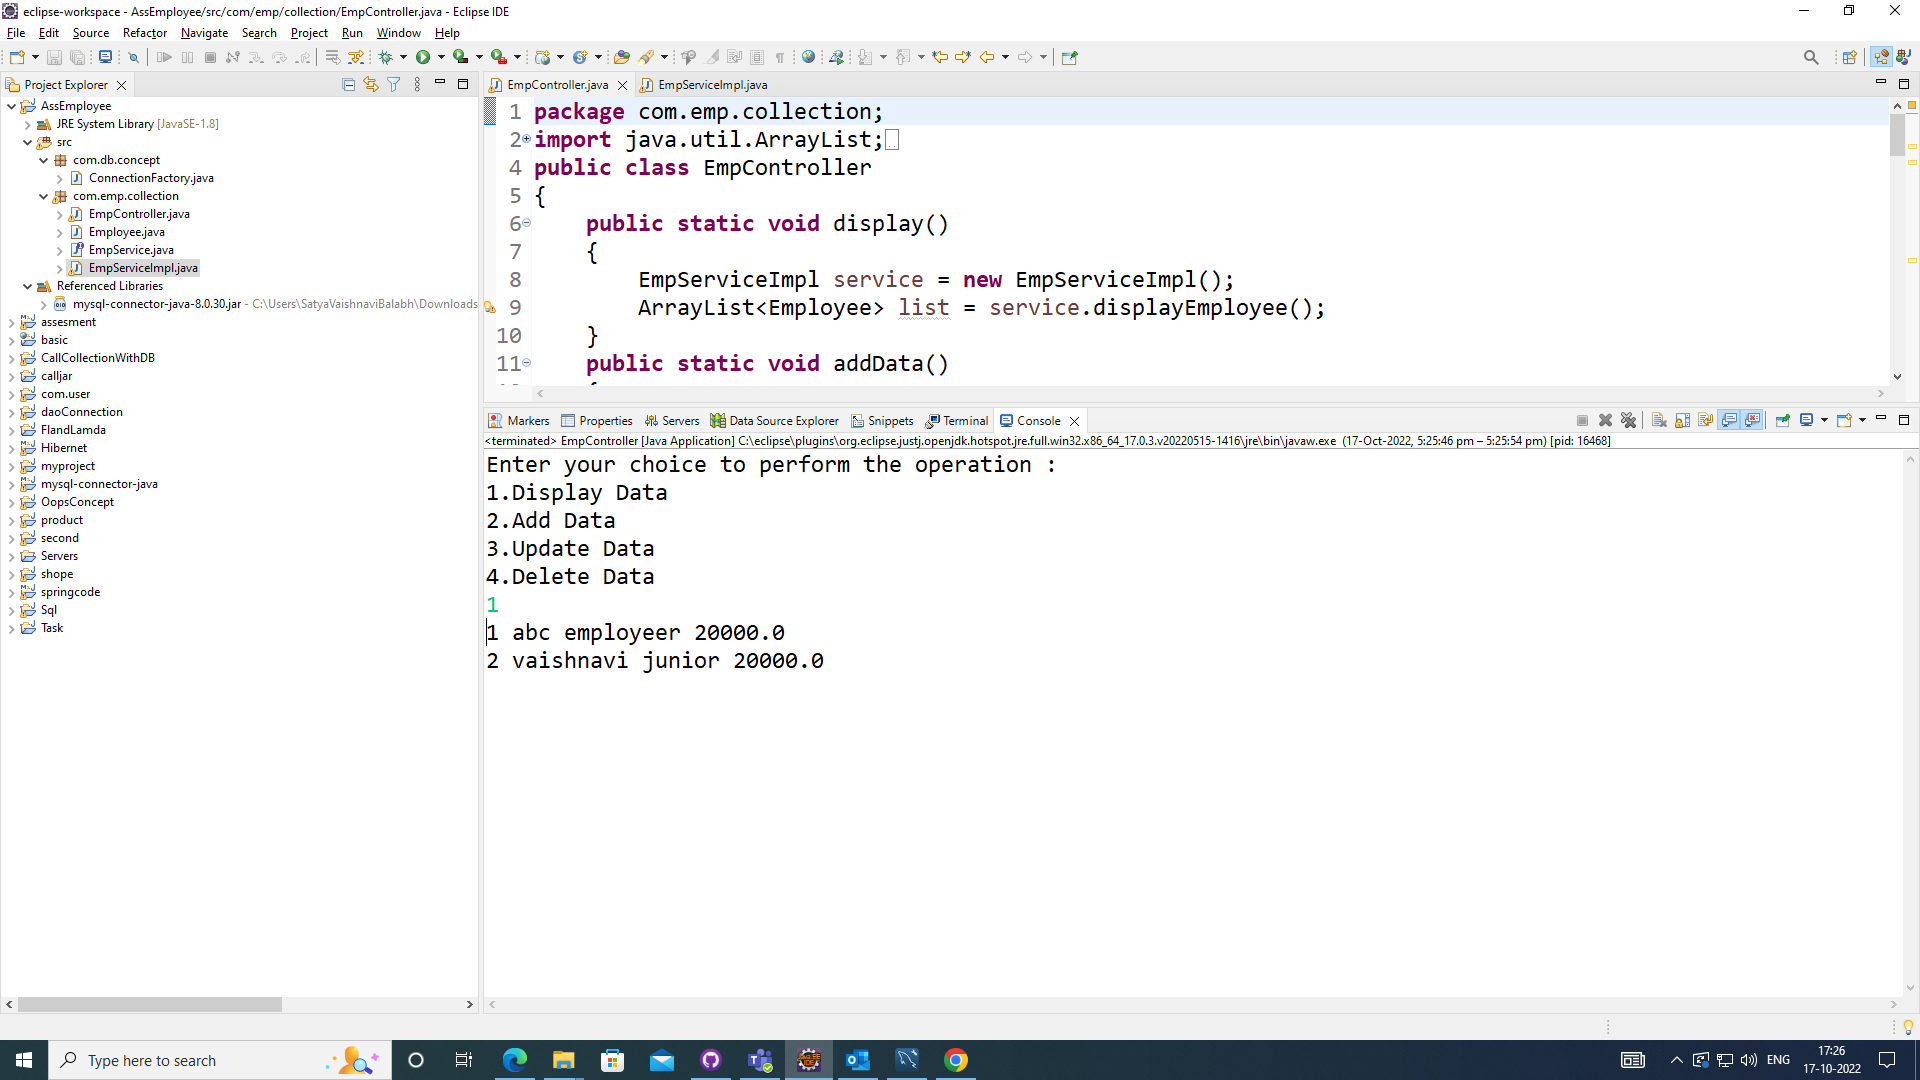 eclipse-workspace - AssEmployee/src/com/emp/collection/EmpController.java - Eclipse IDE
File Edit Source Refactor Navigate Search Project Run Window Help
Project Explorer
AssEmployee
JRE System Library [JavaSE-1.8]
src
com.db.concept
ConnectionFactory.java
com.emp.collection
EmpController.java
Employee.java
EmpService.java
EmpServiceImpl.java
Referenced Libraries
mysql-connector-java-8.0.30.jar - C:\Users\SatyaVaishnaviBalabh\Downloads
assesment
basic
CallCollectionWithDB
calljar
com.user
daoConnection
FlandLamda
Hibernet
myproject
mysql-connector-java
OopsConcept
product
second
Servers
shope
springcode
Sql
Task
EmpController.java EmpServiceImpl.java
1 package com.emp.collection;
2 import java.util.ArrayList;
4 public class EmpController
5 {
6 public static void display()
7 {
8 EmpServiceImpl service = new EmpServiceImpl();
9 ArrayList<Employee> list = service.displayEmployee();
10 }
11 public static void addData()
Markers Properties Servers Data Source Explorer Snippets Terminal Console
<terminated> EmpController [Java Application] C:\eclipse\plugins\org.eclipse.justj.openjdk.hotspot.jre.full.win32.x86_64_17.0.3.v20220515-1416\jre\bin\javaw.exe (17-Oct-2022, 5:25:46 pm – 5:25:54 pm) [pid: 16468]
Enter your choice to perform the operation :
1.Display Data
2.Add Data
3.Update Data
4.Delete Data
1
1 abc employeer 20000.0
2 vaishnavi junior 20000.0
Type here to search
ENG
17:26
17-10-2022